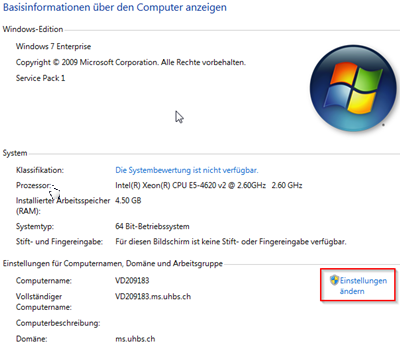 Basisinformationen über den Computer anzeigen
Windows-Edition
Windows 7 Enterprise
Copyright © 2009 Microsoft Corporation. Alle Rechte vorbehalten.
Service Pack 1
System
Klassifikation: Die Systembewertung ist nicht verfügbar.
Prozessor: Intel(R) Xeon(R) CPU E5-4620 v2 @ 2.60GHz 2.60 GHz
Installierter Arbeitsspeicher 4.50 GB
(RAM):
Systemtyp: 64 Bit-Betriebssystem
Stift- und Fingereingabe: Für diesen Bildschirm ist keine Stift- oder Fingereingabe verfügbar.
Einstellungen für Computernamen, Domäne und Arbeitsgruppe
Computername: VD209183 Einstellungen
ändern
Vollständiger VD209183.ms.uhbs.ch
Computername:
Computerbeschreibung:
Domäne: ms.uhbs.ch